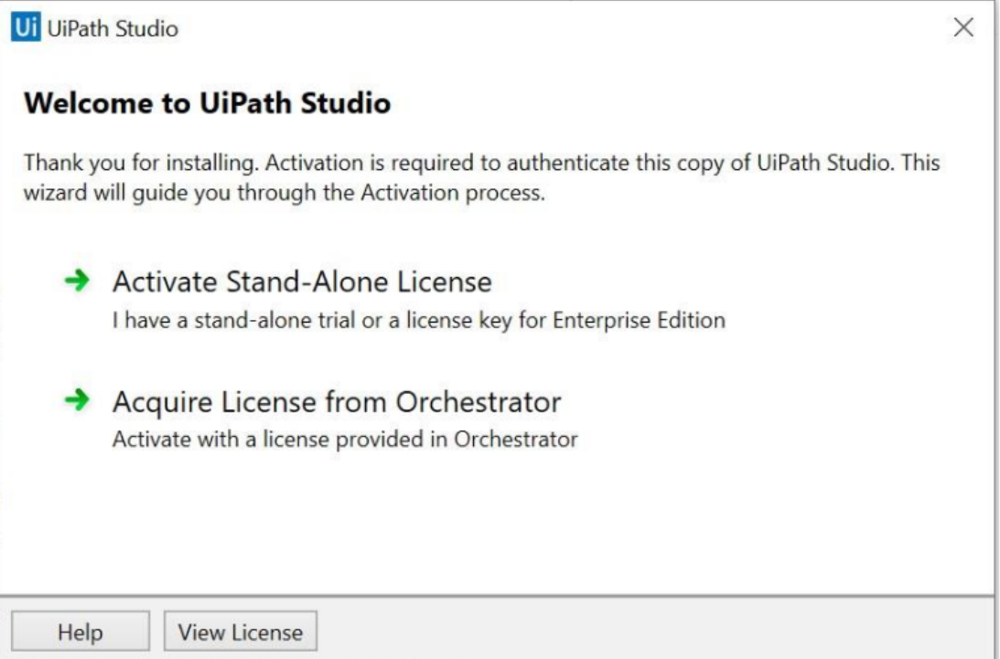 Ui UiPath Studio
Welcome to UiPath Studio
Thank you for installing. Activation is required to authenticate this copy of UiPath Studio. This
wizard will guide you through the Activation process.
Activate Stand-Alone License
I have a stand-alone trial or a license key for Enterprise Edition
Acquire License from Orchestrator
Activate with a license provided in Orchestrator
Help View License